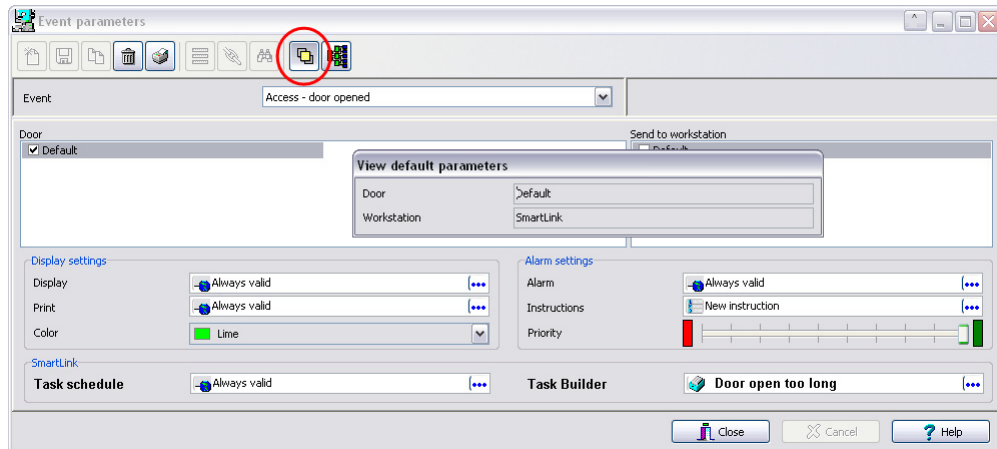 Event parameters
Event
Access - door opened
Door
Send to workstation
Default
Default
View default parameters
Door
Default
Workstation
SmartLink
Display settings
Alarm settings
Display
Always valid
Alarm
Always valid
Print
Always valid
Instructions
New instruction
Color
Lime
Priority
SmartLink
Task schedule
Always valid
Task Builder
Door open too long
Close
Cancel
Help